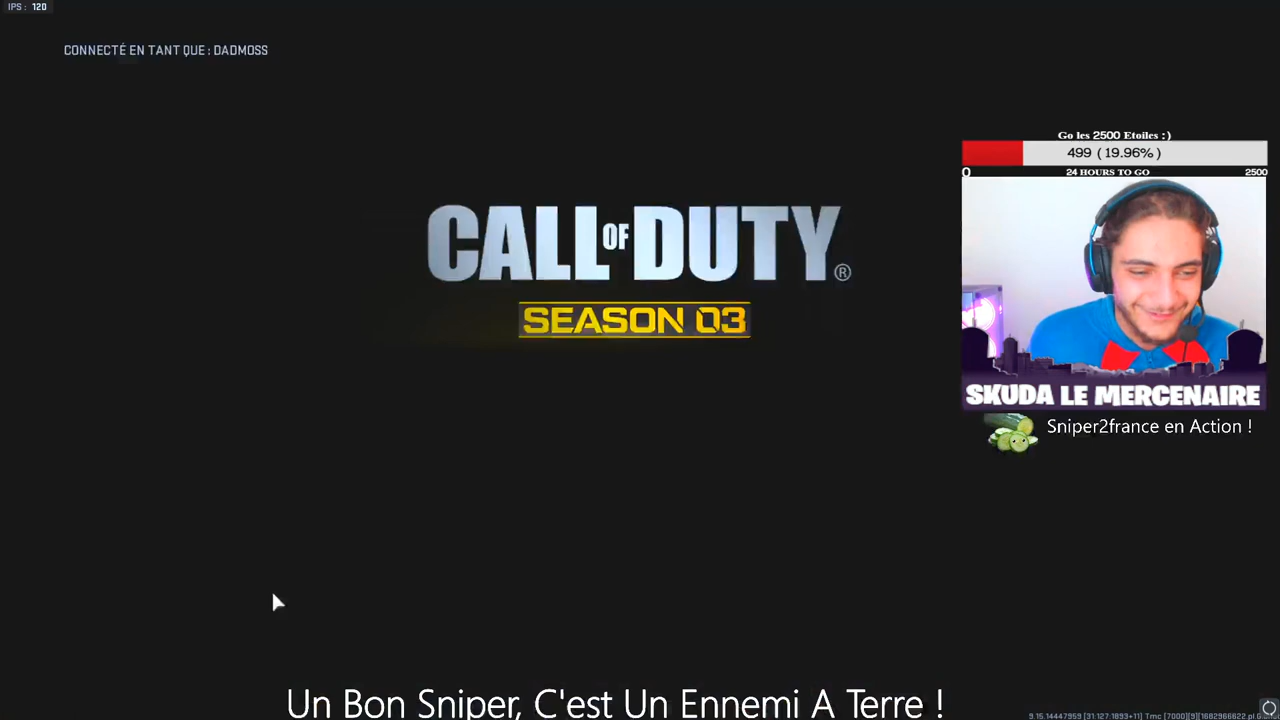 IPS : 120
CONNECTÉ EN TANT QUE : DADMOSS
CALL OF DUTY®
SEASON 03
Go les 2500 Etoiles :)
499 ( 19.96% )
0 24 HOURS TO GO 2500
SKUDA LE MERCENAIRE
Sniper2france en Action !
Un Bon Sniper, C'est Un Ennemi A Terre !